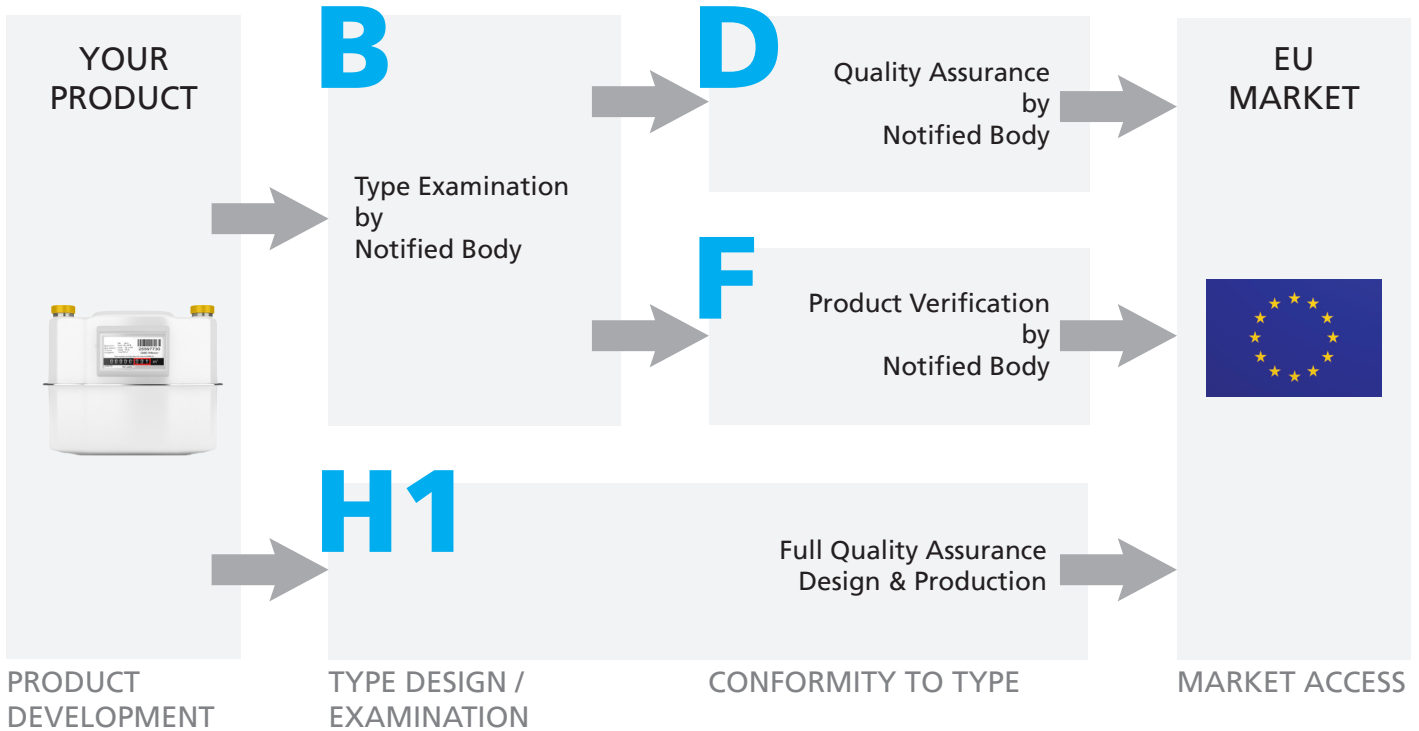 YOUR
PRODUCT
B
Type Examination
by
Notified Body
D
Quality Assurance
by
Notified Body
F
Product Verification
by
Notified Body
H1
Full Quality Assurance
Design & Production
EU
MARKET
PRODUCT
DEVELOPMENT
TYPE DESIGN /
EXAMINATION
CONFORMITY TO TYPE
MARKET ACCESS